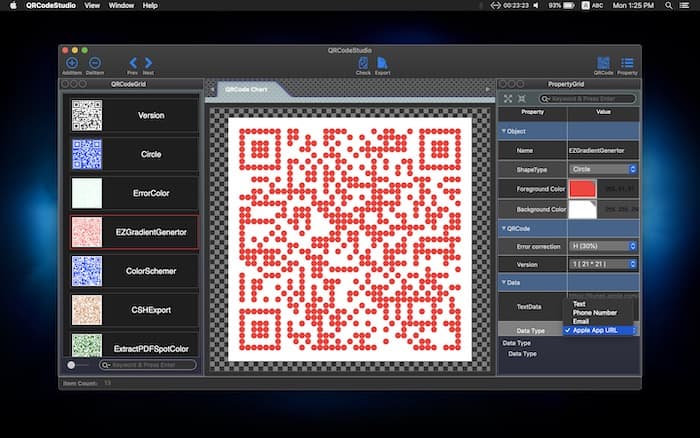 QRCodeStudio View Window Help
00:23:23 93% A ABC Mon 1:25 PM
QRCodeStudio
AddItem DelItem Prev Next Check Export QRCode Property
QRCodeGrid
Version
Circle
ErrorColor
EZGradientGenertor
ColorSchemer
CSHExport
ExtractPDFSpotColor
Keyword & Press Enter
Item Count: 13
QRCode Chart
PropertyGrid
Keyword & Press Enter
Property Value
Object
Name EZGradientGenertor
ShapeType Circle
Foreground Color
Background Color
QRCode
Error correction H (30%)
Version 1 ( 21 * 21 )
Data
TextData
Data Type
Text
Phone Number
Email
✓ Apple App URL
Data Type
Data Type